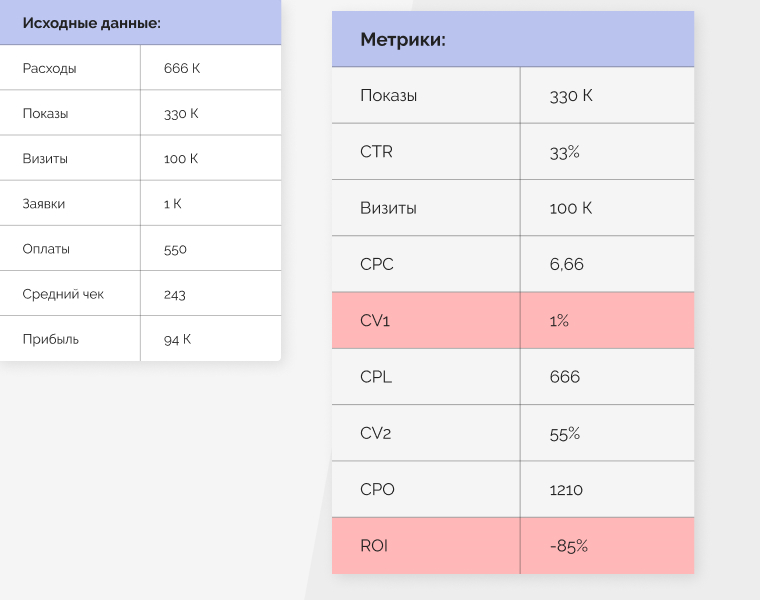 Исходные данные:
Расходы 666 К
Показы 330 К
Визиты 100 К
Заявки 1 К
Оплаты 550
Средний чек 243
Прибыль 94 К
Метрики:
Показы 330 К
CTR 33%
Визиты 100 К
CPC 6,66
CV1 1%
CPL 666
CV2 55%
CPO 1210
ROI -85%